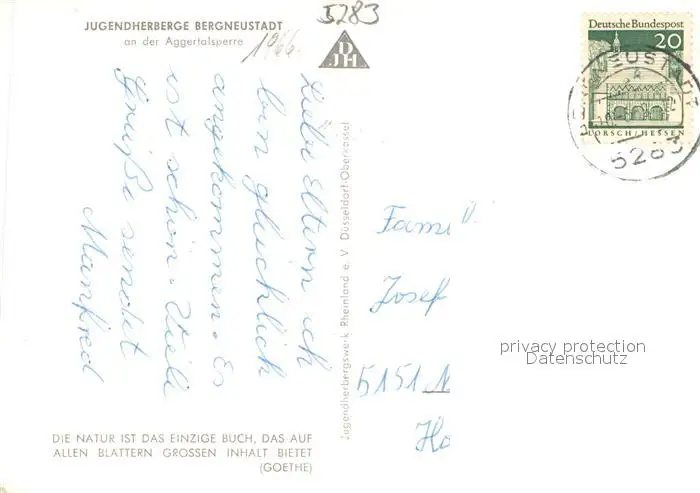 JUGENDHERBERGE BERGNEUSTADT
an der Aggertalsperre
1966
5283
DJH
Deutsche Bundespost
20
LORSCH/HESSEN
5283
Liebe Eltern ich
bin glücklich
angekommen. Es
ist schön. Viele
Grüße sendet
Manfred
Jugendherbergswerk Rheinland e. V. Düsseldorf-Oberkassel
Fami
Josef
5151
Ho
privacy protection
Datenschutz
DIE NATUR IST DAS EINZIGE BUCH, DAS AUF
ALLEN BLATTERN GROSSEN INHALT BIETET
(GOETHE)